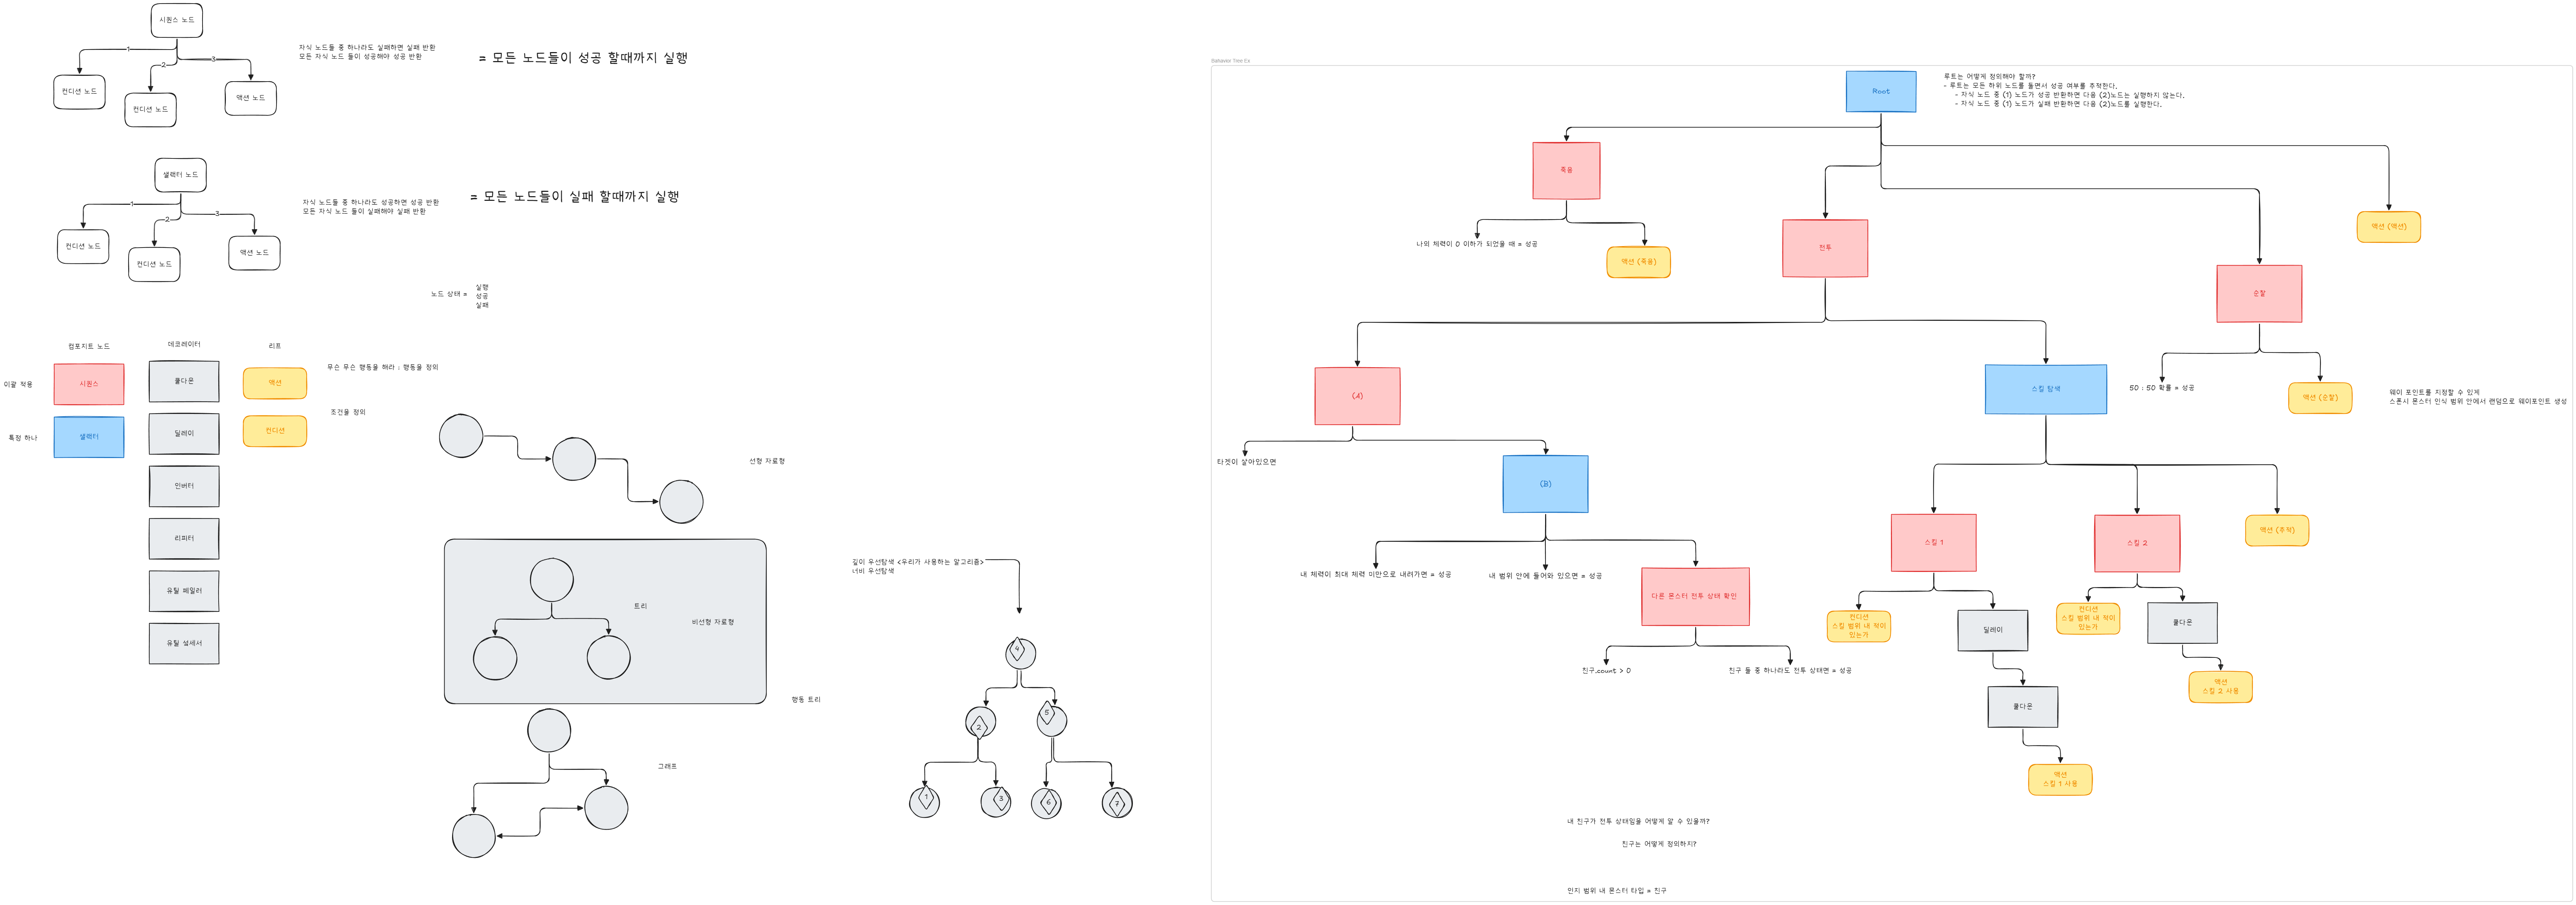 시퀀스 노드
1
2
3
컨디션 노드
컨디션 노드
액션 노드
자식 노드들 중 하나라도 실패하면 실패 반환
모든 자식 노드 들이 성공해야 성공 반환
= 모든 노드들이 성공 할때까지 실행
셀렉터 노드
1
2
3
컨디션 노드
컨디션 노드
액션 노드
자식 노드들 중 하나라도 성공하면 성공 반환
모든 자식 노드 들이 실패해야 실패 반환
= 모든 노드들이 실패 할때까지 실행
노드 상태 =
실행
성공
실패
컴포지트 노드
데코레이터
리프
이괄 적용
시퀀스
특정 하나
셀렉터
쿨다운
딜레이
인버터
리피터
유틸 페일러
유틸 섬세서
액션
컨디션
무슨 무슨 행동을 해라 : 행동을 정의
조건을 정의
선형 자료형
트리
비선형 자료형
행동 트리
그래프
깊이 우선탐색 <우리가 사용하는 알고리즘>
너비 우선탐색
4
2
5
1
3
6
7
Behavior Tree Ex
Root
루트는 어떻게 정의해야 할까?
- 루트는 모든 하위 노드를 돌면서 성공 여부를 추적한다.
- 자식 노드 중 (1) 노드가 성공 반환하면 다음 (2)노드는 실행하지 않는다.
- 자식 노드 중 (1) 노드가 실패 반환하면 다음 (2)노드를 실행한다.
죽음
나의 체력이 0 이하가 되었을 때 = 성공
액션 (죽음)
전투
순찰
액션 (액션)
(A)
타겟이 살아있으면
(B)
내 체력이 최대 체력 미만으로 내려가면 = 성공
내 범위 안에 들어와 있으면 = 성공
다른 몬스터 전투 상태 확인
친구.count > 0
친구 들 중 하나라도 전투 상태면 = 성공
스킬 탐색
스킬 1
스킬 2
액션 (추적)
컨디션
스킬 범위 내 적이
있는가
딜레이
쿨다운
액션
스킬 1 사용
컨디션
스킬 범위 내 적이
있는가
쿨다운
액션
스킬 2 사용
50 : 50 확률 = 성공
액션 (순찰)
웨이 포인트를 지정할 수 있게
스폰시 몬스터 인식 범위 안에서 랜덤으로 웨이포인트 생성
내 친구가 전투 상태임을 어떻게 알 수 있을까?
친구는 어떻게 정의하지?
인지 범위 내 몬스터 타입 = 친구